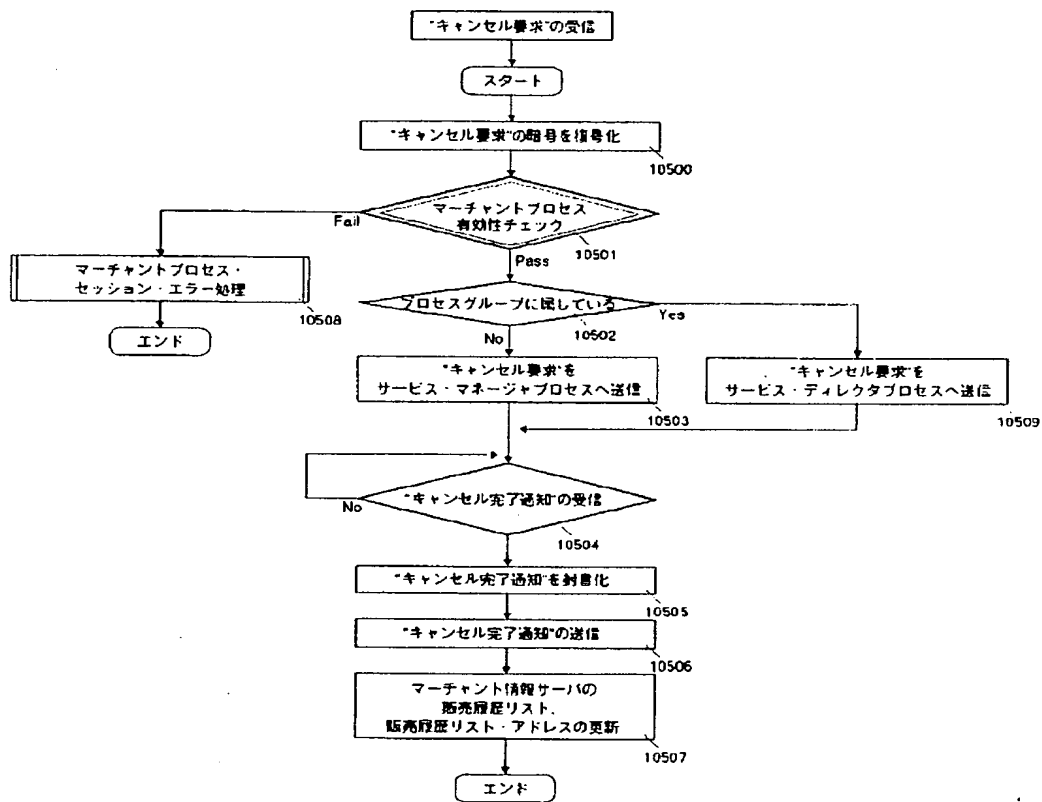 "キャンセル要求"の受信
スタート
"キャンセル要求"の暗号を復号化
10500
マーチャントプロセス
有効性チェック
10501
Fail
Pass
マーチャントプロセス・
セッション・エラー処理
10508
エンド
プロセスグループに属している
10502
Yes
No
"キャンセル要求"を
サービス・マネージャプロセスへ送信
10503
"キャンセル要求"を
サービス・ディレクタプロセスへ送信
10509
"キャンセル完了通知"の受信
No
10504
"キャンセル完了通知"を封書化
10505
"キャンセル完了通知"の送信
10506
マーチャント情報サーバの
販売履歴リスト、
販売履歴リスト・アドレスの更新
10507
エンド